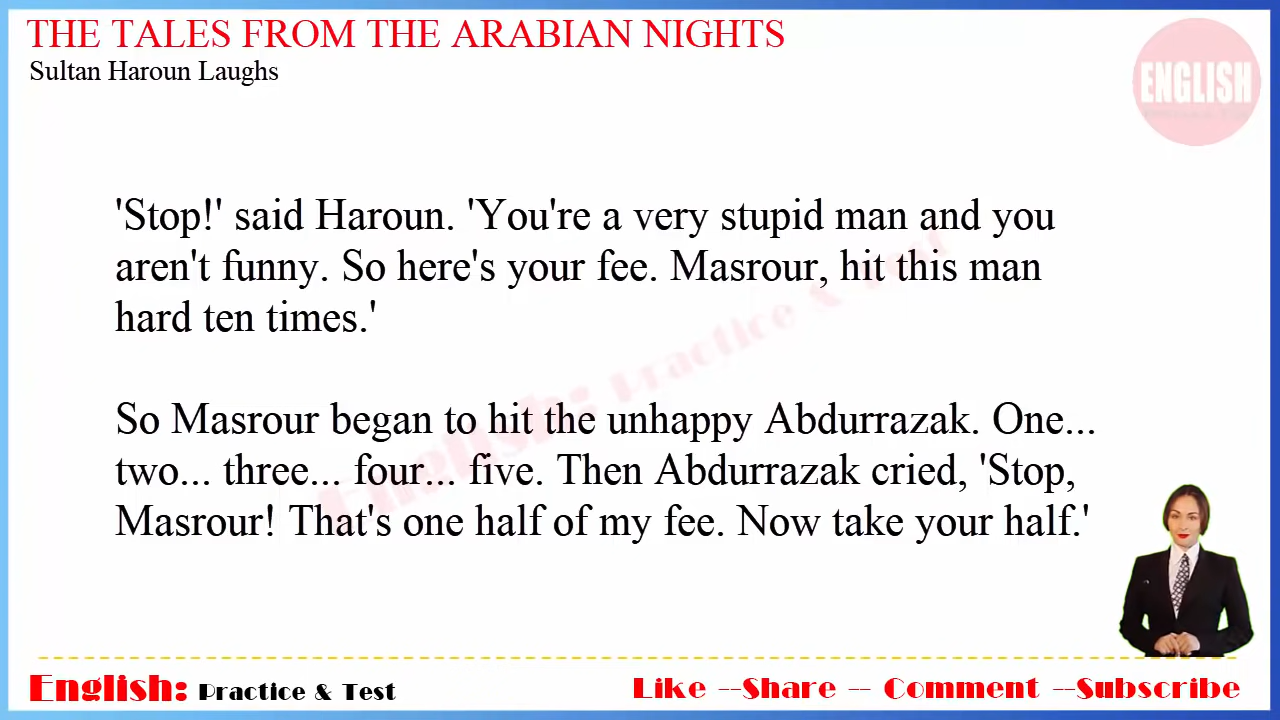 THE TALES FROM THE ARABIAN NIGHTS
Sultan Haroun Laughs
ENGLISH
'Stop!' said Haroun. 'You're a very stupid man and you
aren't funny. So here's your fee. Masrour, hit this man
hard ten times.'
So Masrour began to hit the unhappy Abdurrazak. One...
two... three... four... five. Then Abdurrazak cried, 'Stop,
Masrour! That's one half of my fee. Now take your half.'
English: Practice & Test
English: Practice & Test
Like --Share -- Comment --Subscribe